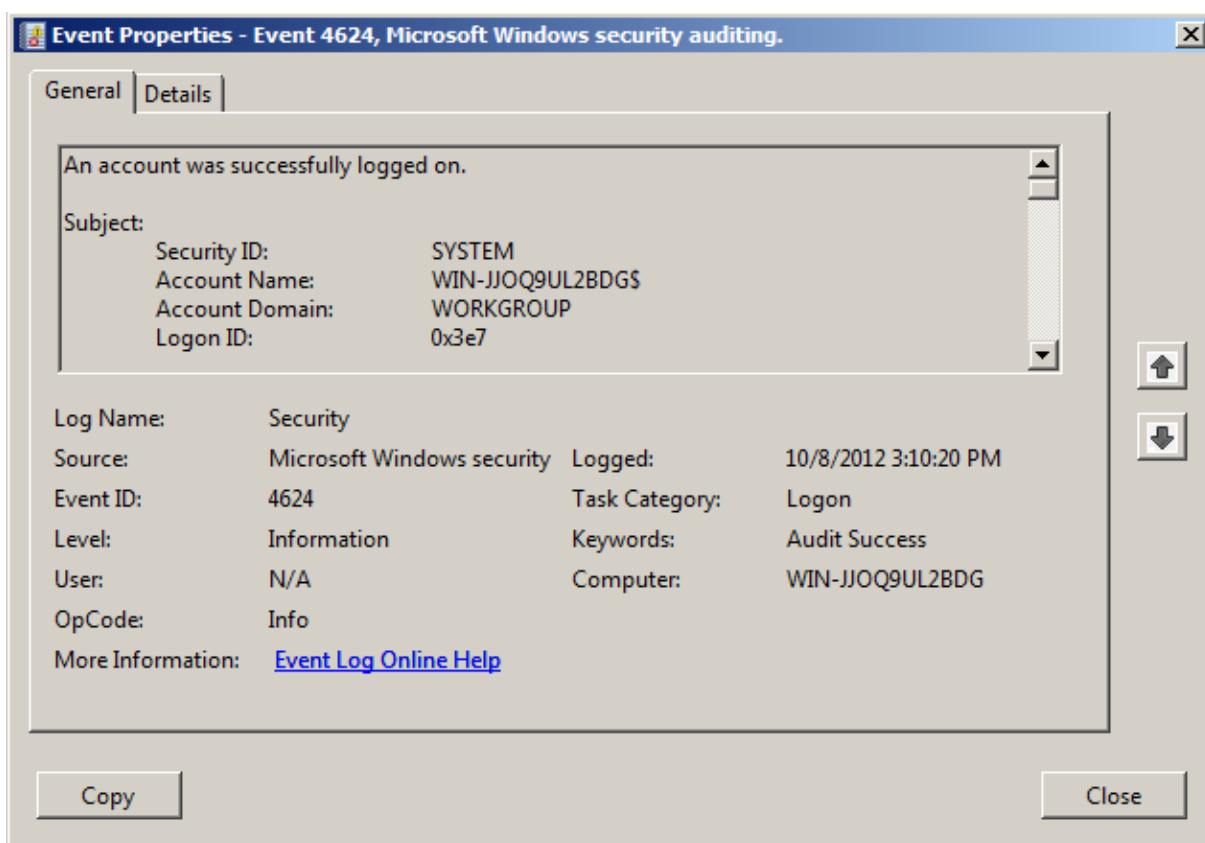 Event Properties - Event 4624, Microsoft Windows security auditing.
General Details
An account was successfully logged on.
Subject:
Security ID: SYSTEM
Account Name: WIN-JJOQ9UL2BDG$
Account Domain: WORKGROUP
Logon ID: 0x3e7
Log Name: Security
Source: Microsoft Windows security Logged: 10/8/2012 3:10:20 PM
Event ID: 4624 Task Category: Logon
Level: Information Keywords: Audit Success
User: N/A Computer: WIN-JJOQ9UL2BDG
OpCode: Info
More Information: Event Log Online Help
Copy Close